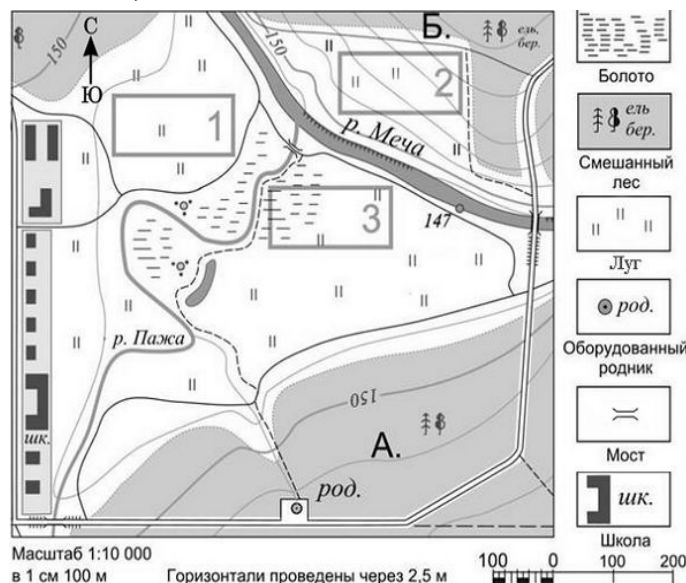 150
С
Ю
150
Б.
ель
бер.
1
2
р. Меча
3
147
р. Пажа
шк.
150
А.
род.
Болото
ель
бер.
Смешанный
лес
Луг
род.
Оборудованный
родник
Мост
шк.
Школа
Масштаб 1:10 000
в 1 см 100 м
Горизонтали проведены через 2,5 м
100 0 100 200